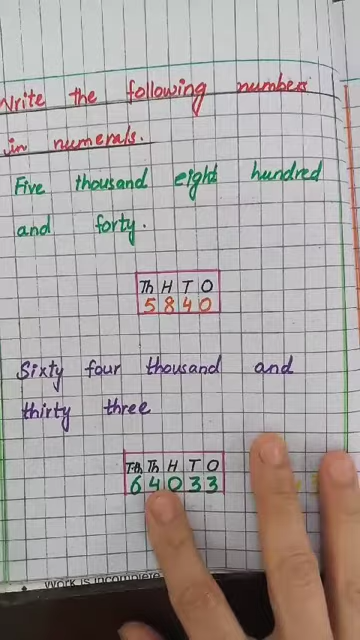 Write the following numbers
in numerals.
Five thousand eight hundred
and forty.
Th H T O
5 8 4 0
Sixty four thousand and
thirty three
T-th Th H T O
6 4 0 3 3
Work is incomplete